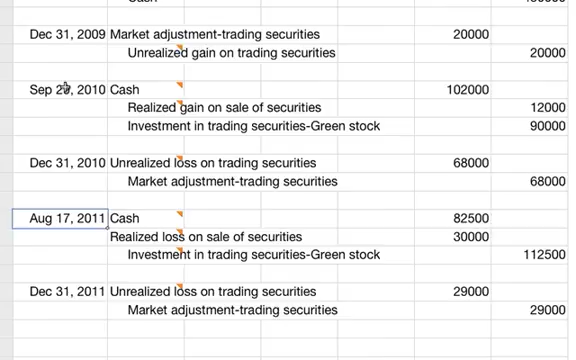 Cash
Dec 31, 2009 Market adjustment-trading securities 20000
Unrealized gain on trading securities 20000
Sep 29, 2010 Cash 102000
Realized gain on sale of securities 12000
Investment in trading securities-Green stock 90000
Dec 31, 2010 Unrealized loss on trading securities 68000
Market adjustment-trading securities 68000
Aug 17, 2011 Cash 82500
Realized loss on sale of securities 30000
Investment in trading securities-Green stock 112500
Dec 31, 2011 Unrealized loss on trading securities 29000
Market adjustment-trading securities 29000